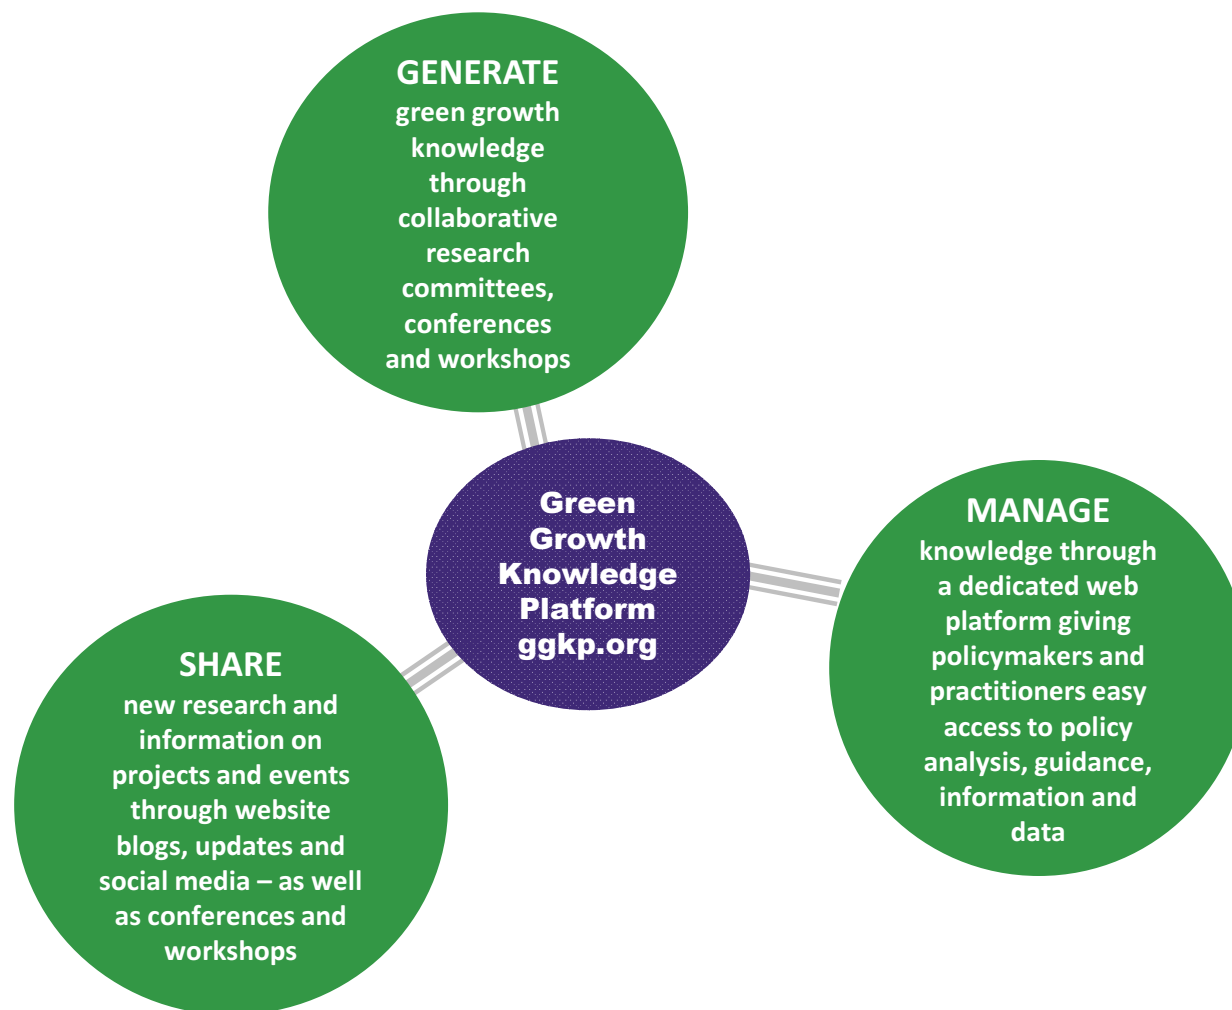 GENERATE
green growth
knowledge
through
collaborative
research
committees,
conferences
and workshops
Green
Growth
Knowledge
Platform
ggkp.org
MANAGE
knowledge through
a dedicated web
platform giving
policymakers and
practitioners easy
access to policy
analysis, guidance,
information and
data
SHARE
new research and
information on
projects and events
through website
blogs, updates and
social media – as well
as conferences and
workshops